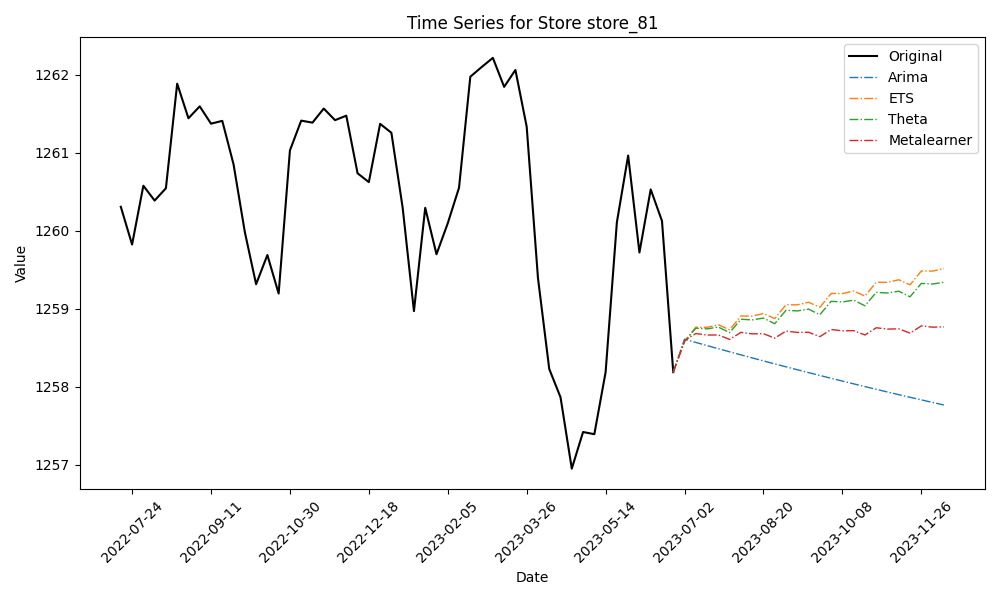 Time Series for Store store_81
Original
Arima
ETS
Theta
Metalearner
Value
1262
1261
1260
1259
1258
1257
2022-07-24
2022-09-11
2022-10-30
2022-12-18
2023-02-05
2023-03-26
2023-05-14
2023-07-02
2023-08-20
2023-10-08
2023-11-26
Date